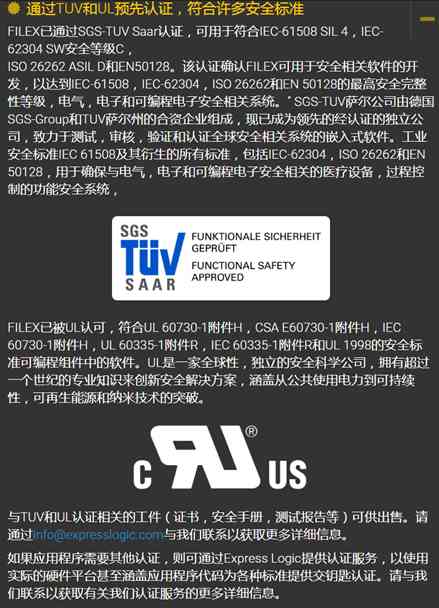 通过TUV和UL预先认证，符合许多安全标准
FILEX已通过SGS-TUV Saar认证，可用于符合IEC-61508 SIL 4，IEC-
62304 SW安全等级C，
ISO 26262 ASIL D和EN50128。该认证确认FILEX可用于安全相关软件的开
发，以达到IEC-61508，IEC-62304，ISO 26262和EN 50128的最高安全完整
性等级，电气，电子和可编程电子安全相关系统。" SGS-TUV萨尔公司由德国
SGS-Group和TUV萨尔州的合资企业组成，现已成为领先的经认证的独立公
司，致力于测试，审核，验证和认证全球安全相关系统的嵌入式软件。工业
安全标准IEC 61508及其衍生的所有标准，包括IEC-62304，ISO 26262和EN
50128，用于确保与电气，电子和可编程电子安全相关的医疗设备，过程控
制的功能安全系统，
SGS
TÜV
SAAR
FUNKTIONALE SICHERHEIT
GEPRÜFT
FUNCTIONAL SAFETY
APPROVED
FILEX已被UL认可，符合UL 60730-1附件H，CSA E60730-1附件H，IEC
60730-1附件H，UL 60335-1附件R，IEC 60335-1附件R和UL 1998的安全标
准可编程组件中的软件。UL是一家全球性，独立的安全科学公司，拥有超过
一个世纪的专业知识来创新安全解决方案，涵盖从公共使用电力到可持续
性，可再生能源和纳米技术的突破。
c RU ® US
与TUV和UL认证相关的工件（证书，安全手册，测试报告等）可供出售。请
通过info@expresslogic.com与我们联系以获取更多详细信息。
如果应用程序需要其他认证，则可通过Express Logic提供认证服务，以使用
实际的硬件平台甚至涵盖应用程序代码为各种标准提供交钥匙认证。请与我
们联系以获取有关我们认证服务的更多详细信息。